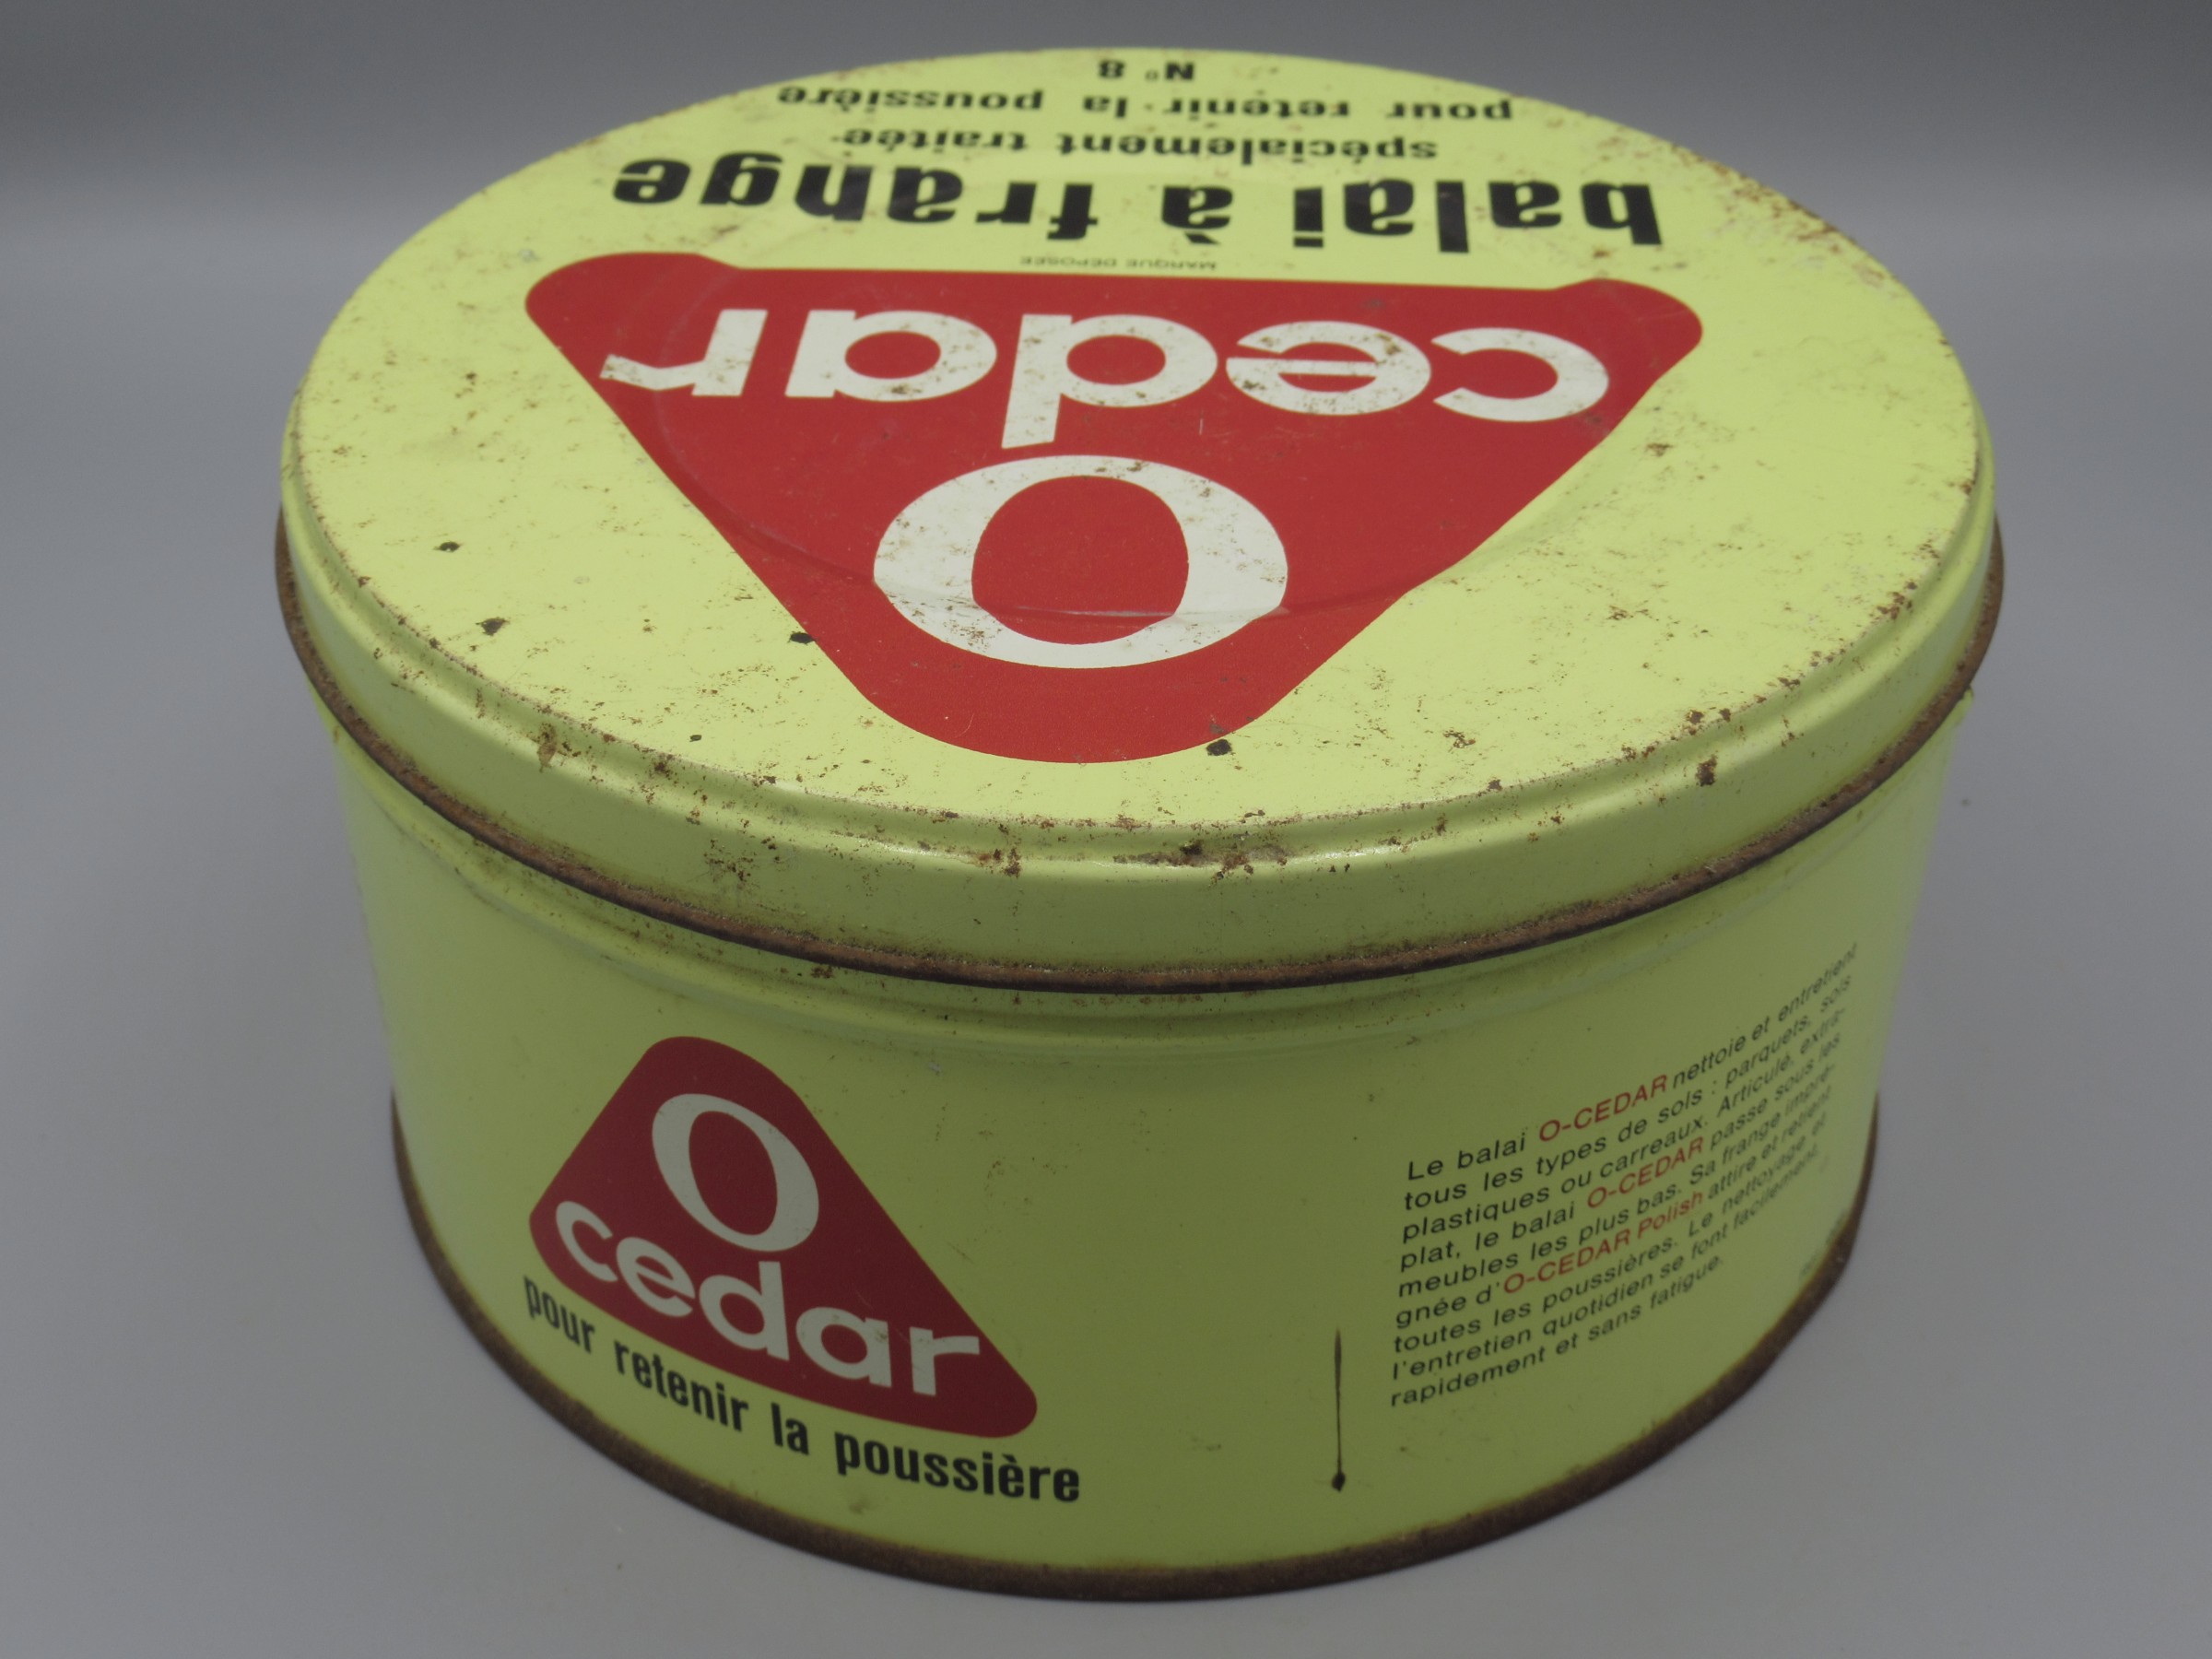 O
cedar
MARQUE DEPOSEE
balai à frange
spécialement traitée
pour retenir la poussière
N° 8
O
cedar
pour retenir la poussière
Le balai O-CEDAR nettoie et entretient
tous les types de sols : parquets, sols
plastiques ou carreaux. Articulé, extra-
plat, le balai O-CEDAR passe sous les
meubles les plus bas. Sa frange impré-
gnée d'O-CEDAR Polish attire et retient
toutes les poussières. Le nettoyage et
l'entretien quotidien se font facilement,
rapidement et sans fatigue.